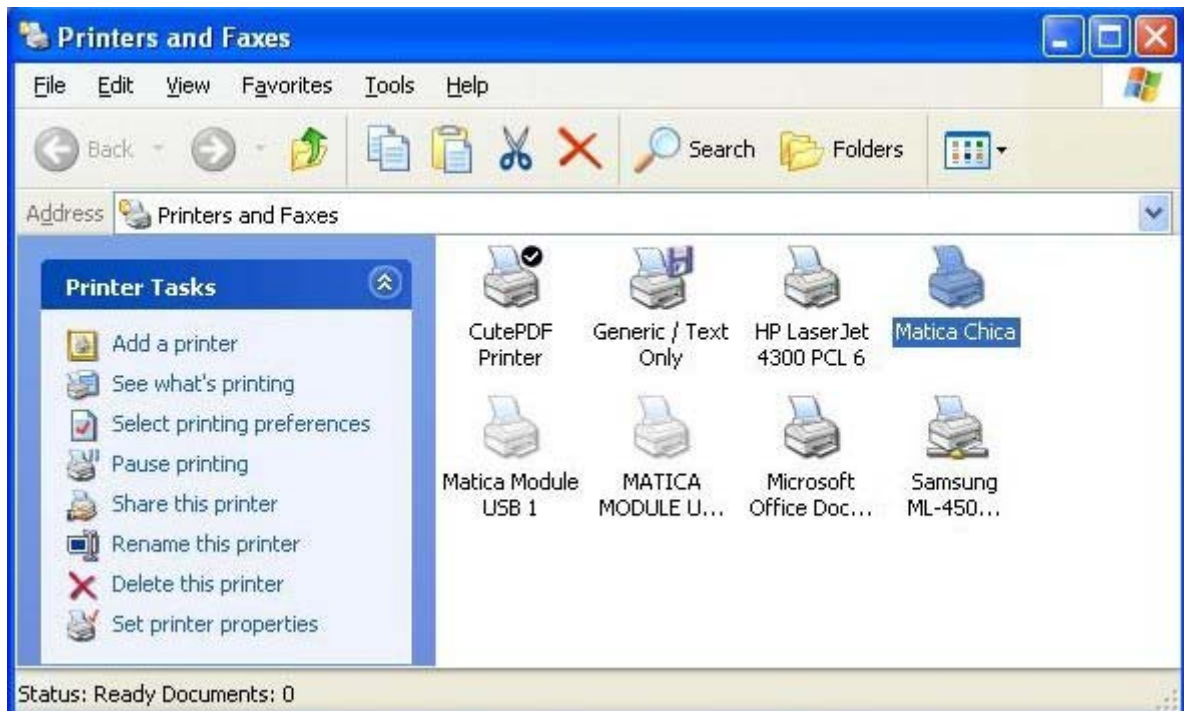 Printers and Faxes
File Edit View Favorites Tools Help
Back Search Folders
Address Printers and Faxes
Printer Tasks
Add a printer
See what's printing
Select printing preferences
Pause printing
Share this printer
Rename this printer
Delete this printer
Set printer properties
CutePDF
Printer
Generic / Text
Only
HP LaserJet
4300 PCL 6
Matica Chica
Matica Module
USB 1
MATICA
MODULE U...
Microsoft
Office Doc...
Samsung
ML-450...
Status: Ready Documents: 0